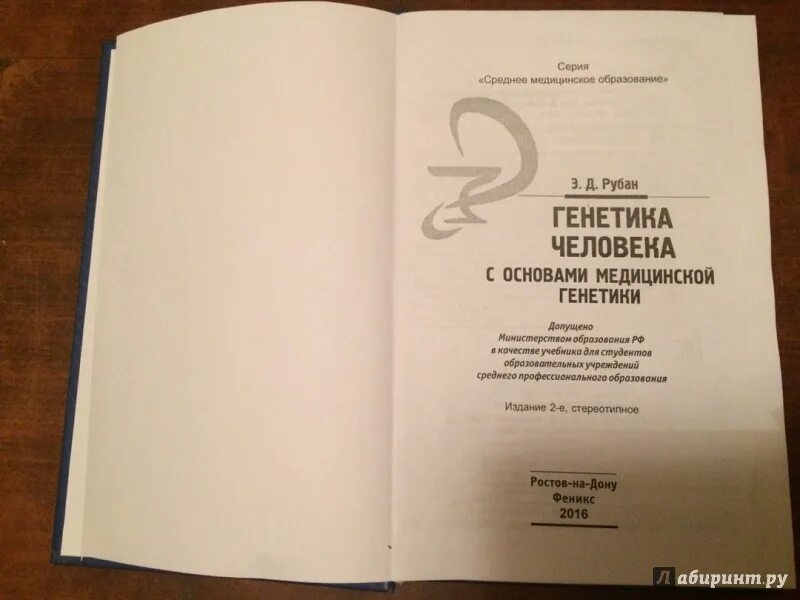 Серия
«Среднее медицинское образование»
Э. Д. Рубан
ГЕНЕТИКА
ЧЕЛОВЕКА
С ОСНОВАМИ МЕДИЦИНСКОЙ
ГЕНЕТИКИ
Допущено
Министерством образования РФ
в качестве учебника для студентов
образовательных учреждений
среднего профессионального образования
Издание 2-е, стереотипное
Ростов-на-Дону
Феникс
2016
Лабиринт.ру